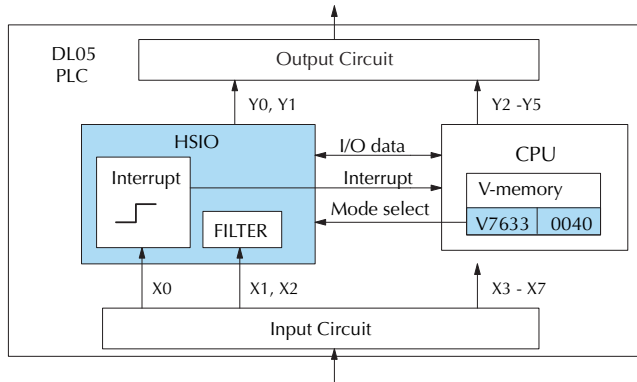 DL05
PLC
Output Circuit
Y0, Y1
Y2 -Y5
HSIO
I/O data
CPU
Interrupt
Interrupt
V-memory
Mode select
V7633
0040
FILTER
X0
X1, X2
X3 - X7
Input Circuit